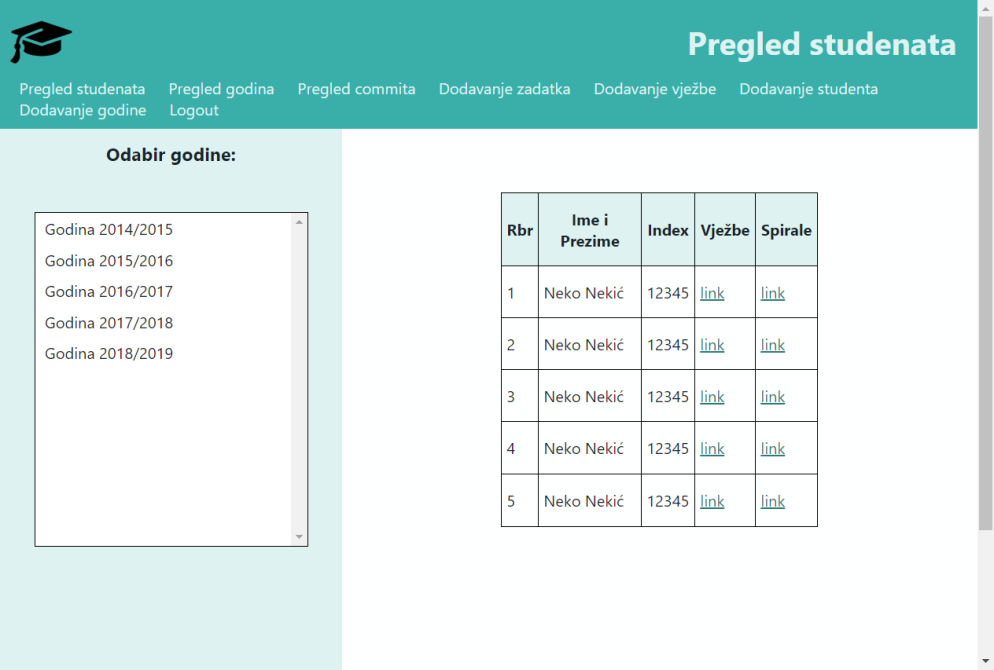 Pregled studenata
Pregled studenata Pregled godina Pregled commita Dodavanje zadatka Dodavanje vježbe Dodavanje studenta
Dodavanje godine Logout
Odabir godine:
Godina 2014/2015
Godina 2015/2016
Godina 2016/2017
Godina 2017/2018
Godina 2018/2019
Rbr Ime i Prezime Index Vježbe Spirale
1 Neko Nekić 12345 link link
2 Neko Nekić 12345 link link
3 Neko Nekić 12345 link link
4 Neko Nekić 12345 link link
5 Neko Nekić 12345 link link